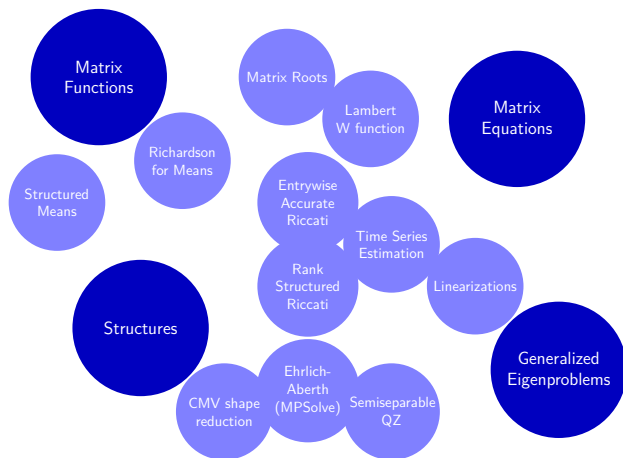 Matrix
Functions
Matrix Roots
Lambert
W function
Matrix
Equations
Richardson
for Means
Structured
Means
Entrywise
Accurate
Riccati
Time Series
Estimation
Rank
Structured
Riccati
Linearizations
Structures
Generalized
Eigenproblems
Ehrlich-
Aberth
(MPSolve)
CMV shape
reduction
Semiseparable
QZ